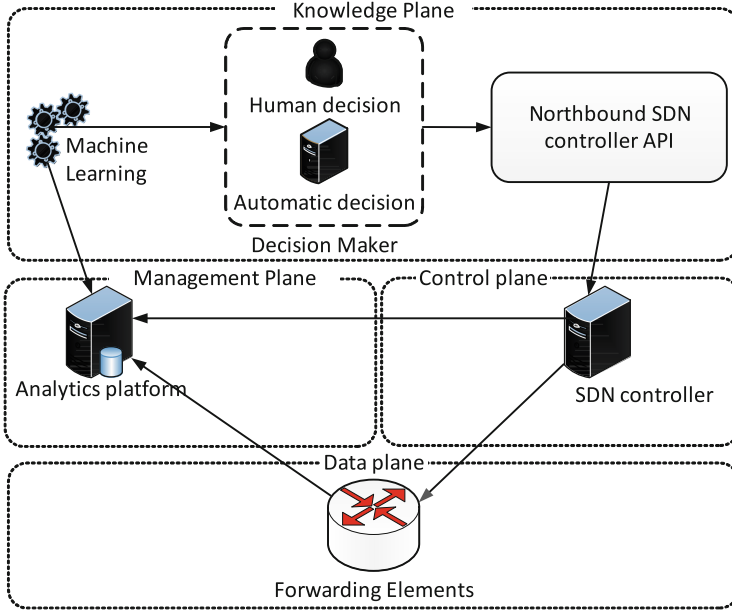 Knowledge Plane
Human decision
Northbound SDN
controller API
Machine
Learning
Automatic decision
Decision Maker
Management Plane
Control plane
Analytics platform
SDN controller
Data plane
Forwarding Elements